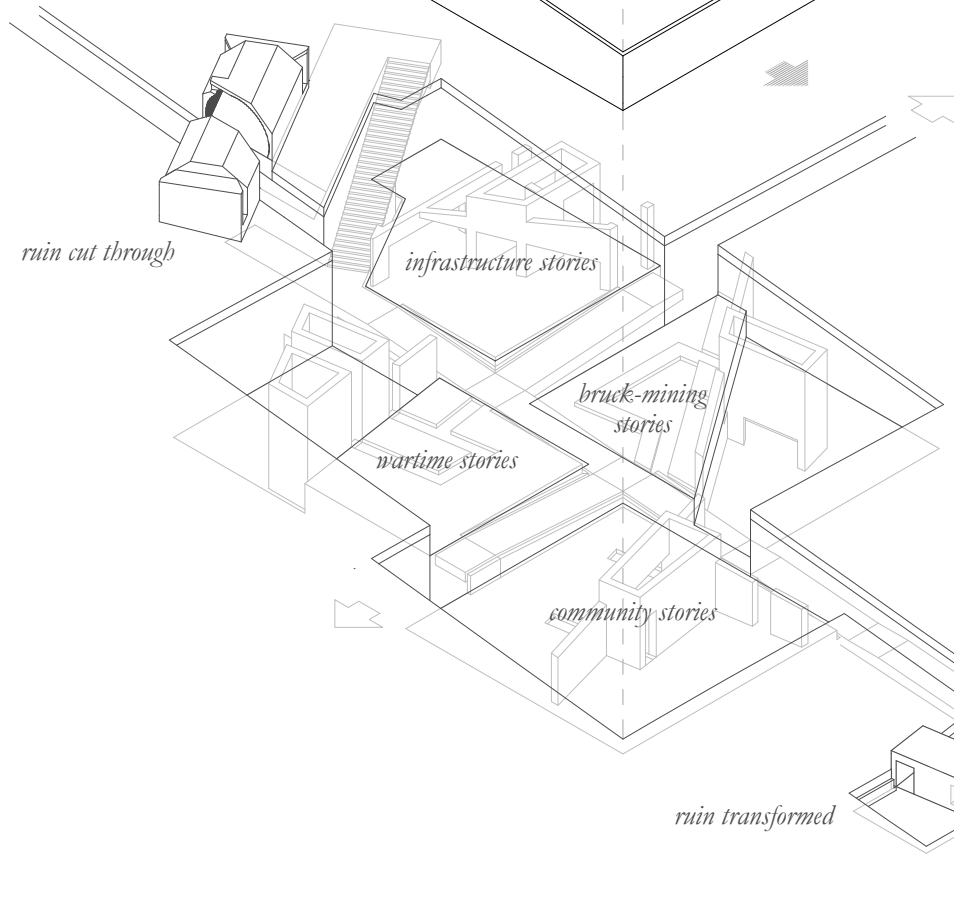 ruin cut through
infrastructure stories
bruck-mining
stories
wartime stories
community stories
ruin transformed